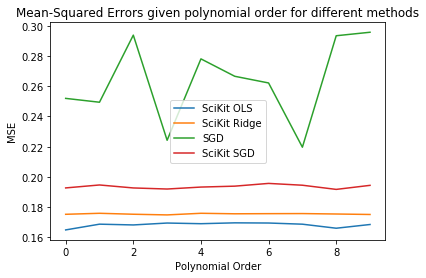 Mean-Squared Errors given polynomial order for different methods
0.30
0.28
0.26
0.24
0.22
0.20
0.18
0.16
MSE
SciKit OLS
SciKit Ridge
SGD
SciKit SGD
0 2 4 6 8
Polynomial Order